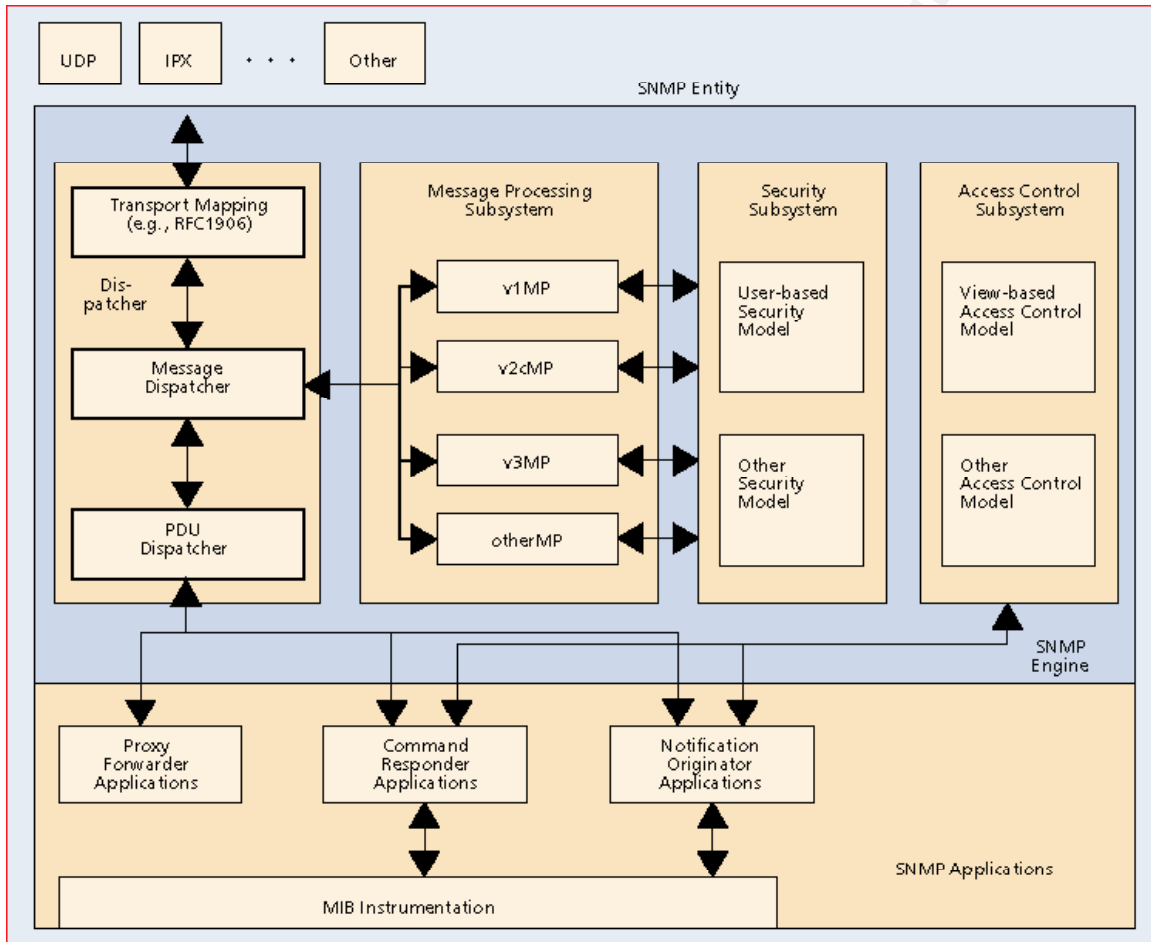 UDP
IPX
. . .
Other
SNMP Entity
Transport Mapping
(e.g., RFC1906)
Dis-
patcher
Message
Dispatcher
PDU
Dispatcher
Message Processing
Subsystem
v1MP
v2cMP
v3MP
otherMP
Security
Subsystem
User-based
Security
Model
Other
Security
Model
Access Control
Subsystem
View-based
Access Control
Model
Other
Access Control
Model
SNMP
Engine
Proxy
Forwarder
Applications
Command
Responder
Applications
Notification
Originator
Applications
SNMP Applications
MIB Instrumentation